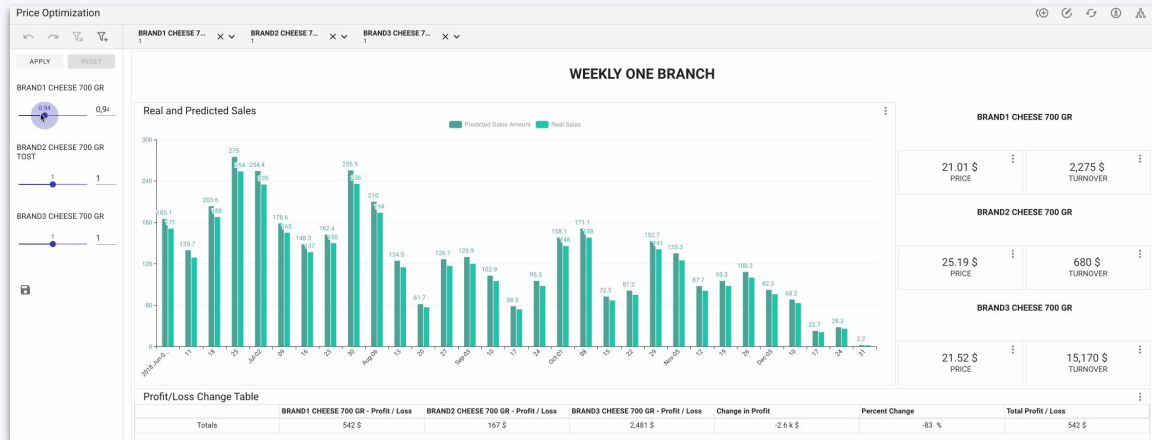 Price Optimization
BRAND1 CHEESE 7...
1
BRAND2 CHEESE 7...
1
BRAND3 CHEESE 7...
1
APPLY
RESET
BRAND1 CHEESE 700 GR
0.94
BRAND2 CHEESE 700 GR
TOST
1
1
BRAND3 CHEESE 700 GR
1
1
WEEKLY ONE BRANCH
Real and Predicted Sales
Predicted Sales Amount
Real Sales
300
240
180
120
60
0
185.1
171
139.7
203.6
188
275
254
254.4
235
178.6
165
148.3
137
162.4
150
255.5
236
210
194
124.5
61.7
126.7
129.9
102.9
58.5
95.3
158.1
146
171.1
158
72.5
81.2
152.7
141
135.3
87.7
95.3
108.3
82.3
68.2
22.7
28.2
2.2
2018 Jun-0...
11
18
25
Jul-02
09
16
23
30
Aug-06
13
20
27
Sep-03
10
17
24
Oct-01
08
15
22
29
Nov-05
12
19
26
Dec-03
10
17
24
31
BRAND1 CHEESE 700 GR
21.01 $
PRICE
2,275 $
TURNOVER
BRAND2 CHEESE 700 GR
25.19 $
PRICE
680 $
TURNOVER
BRAND3 CHEESE 700 GR
21.52 $
PRICE
15,170 $
TURNOVER
Profit/Loss Change Table
BRAND1 CHEESE 700 GR - Profit / Loss BRAND2 CHEESE 700 GR - Profit / Loss BRAND3 CHEESE 700 GR - Profit / Loss Change in Profit Percent Change Total Profit / Loss
Totals 542 $ 167 $ 2,481 $ -2.6 k $ -83 % 542 $